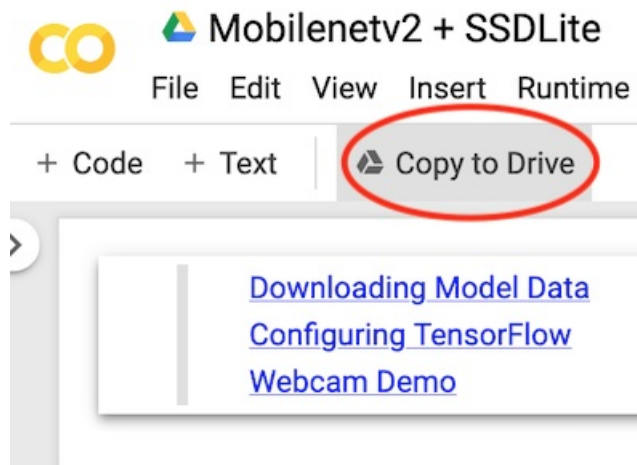 Mobilenetv2 + SSDLite
File Edit View Insert Runtime
+ Code + Text Copy to Drive
Downloading Model Data
Configuring TensorFlow
Webcam Demo